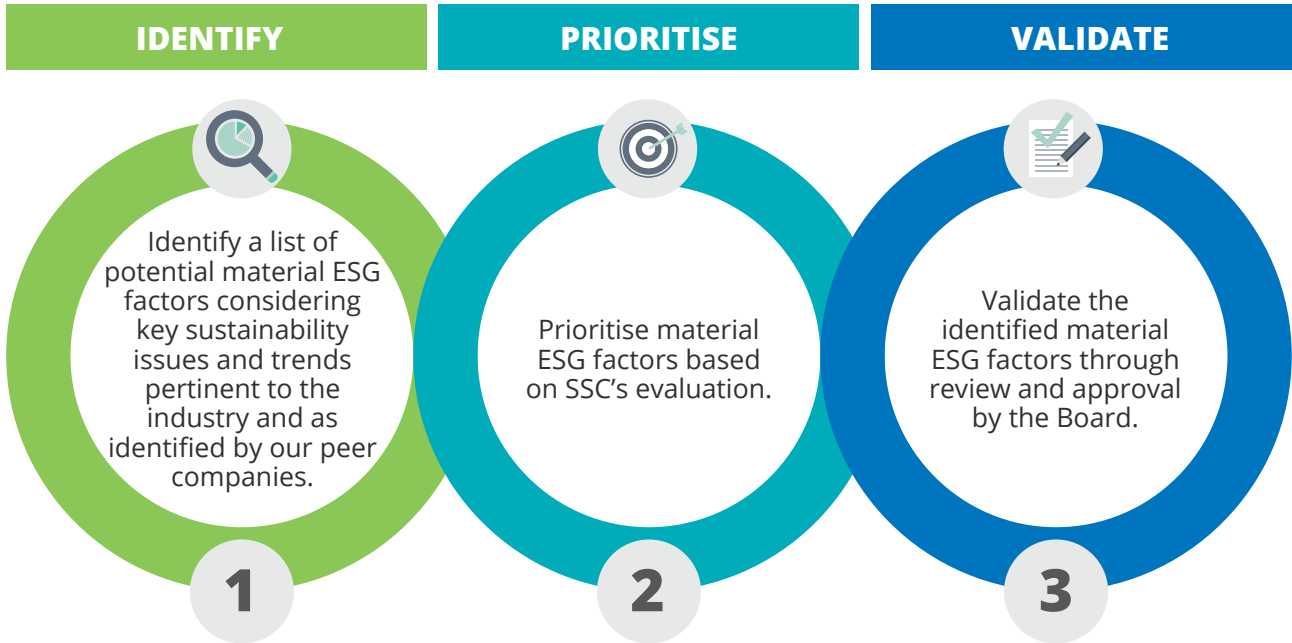 IDENTIFY
PRIORITISE
VALIDATE
Identify a list of
potential material ESG
factors considering
key sustainability
issues and trends
pertinent to the
industry and as
identified by our peer
companies.
Prioritise material
ESG factors based
on SSC’s evaluation.
Validate the
identified material
ESG factors through
review and approval
by the Board.
1
2
3